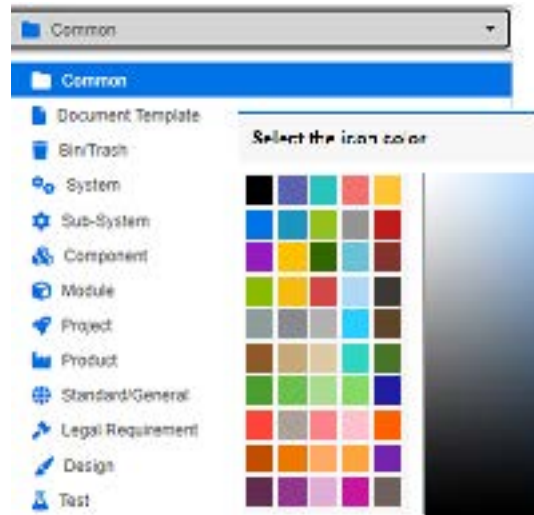 Common
Common
Document Template
Bin/Trash
Select the icon color
System
Sub-System
Component
Module
Project
Product
Standard/General
Legal Requirement
Design
Test